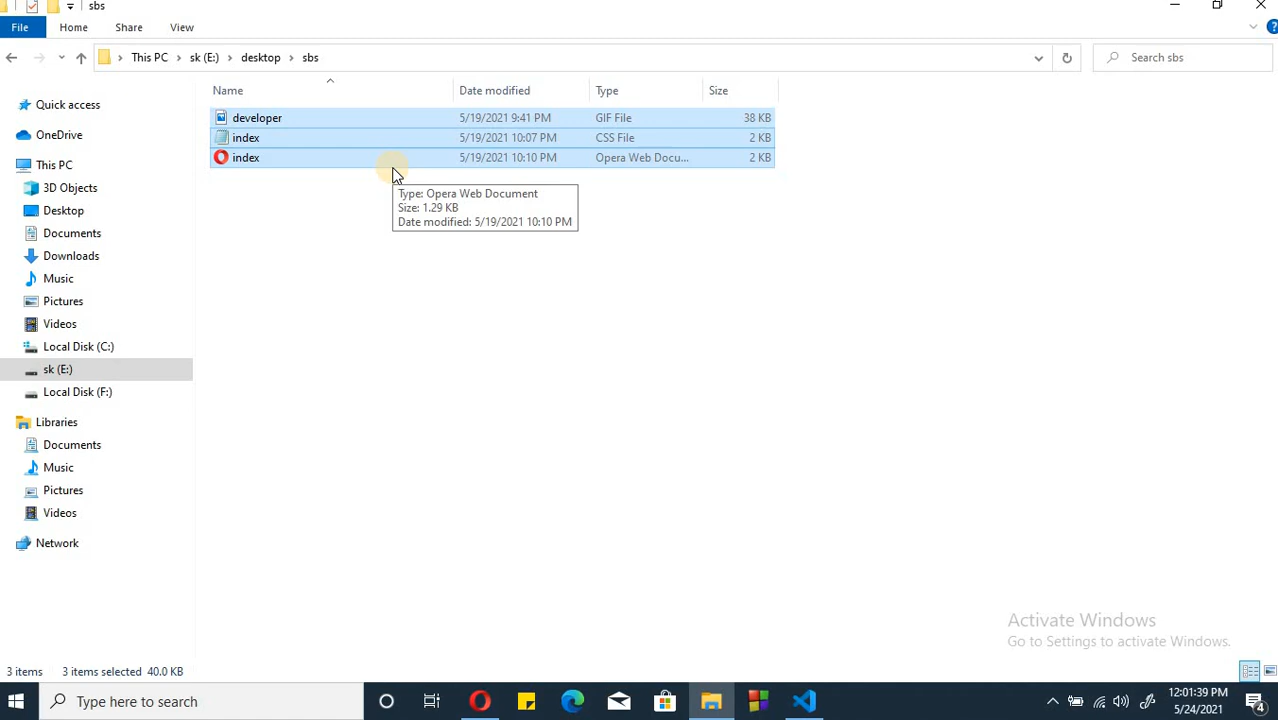 sbs
File Home Share View
This PC sk (E:) desktop sbs Search sbs
Name Date modified Type Size
Quick access
OneDrive
This PC
3D Objects
Desktop
Documents
Downloads
Music
Pictures
Videos
Local Disk (C:)
sk (E:)
Local Disk (F:)
Libraries
Documents
Music
Pictures
Videos
Network
developer 5/19/2021 9:41 PM GIF File 38 KB
index 5/19/2021 10:07 PM CSS File 2 KB
index 5/19/2021 10:10 PM Opera Web Docu... 2 KB
Type: Opera Web Document
Size: 1.29 KB
Date modified: 5/19/2021 10:10 PM
Activate Windows
Go to Settings to activate Windows.
3 items 3 items selected 40.0 KB
Type here to search
12:01:39 PM
5/24/2021
4